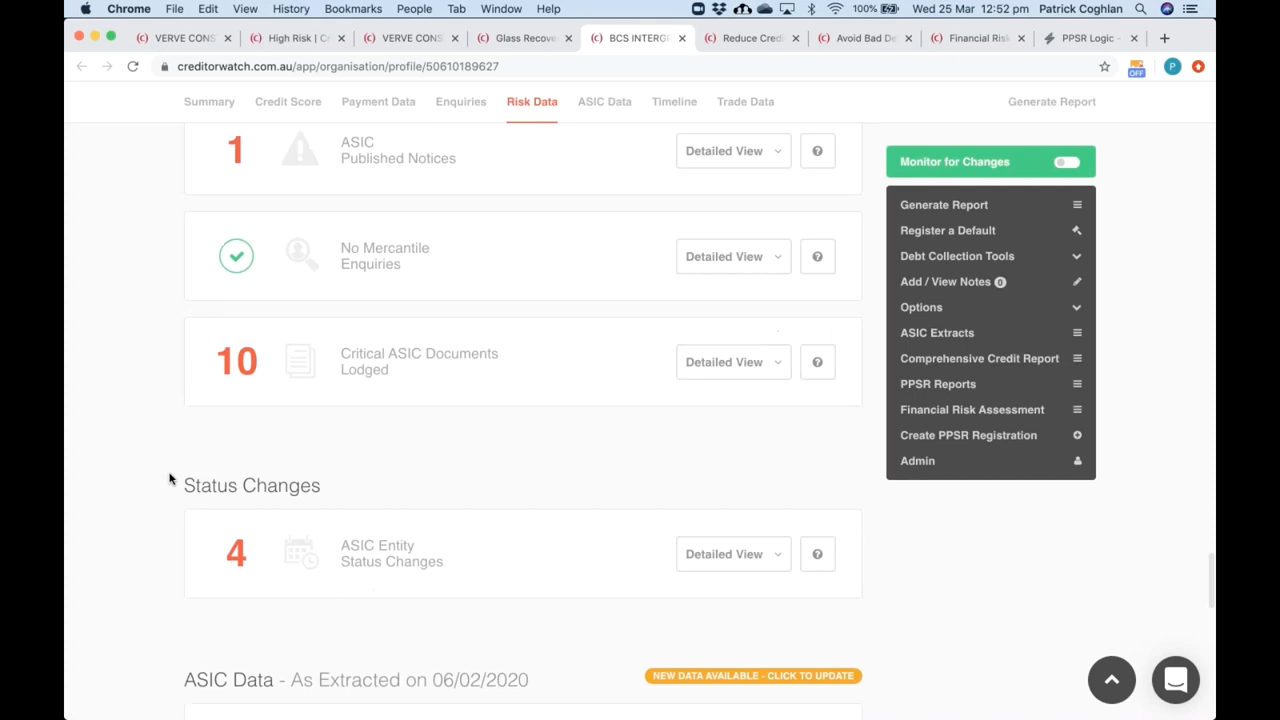 Chrome File Edit View History Bookmarks People Tab Window Help 100% Wed 25 Mar 12:52 pm Patrick Coghlan
VERVE CONS High Risk | C VERVE CONS Glass Recove BCS INTERG Reduce Credi Avoid Bad De Financial Risk PPSR Logic -
creditorwatch.com.au/app/organisation/profile/50610189627 OFF P
Summary Credit Score Payment Data Enquiries Risk Data ASIC Data Timeline Trade Data Generate Report
1 ASIC
Published Notices
Detailed View ?
No Mercantile
Enquiries
Detailed View ?
10 Critical ASIC Documents
Lodged
Detailed View ?
Status Changes
4 ASIC Entity
Status Changes
Detailed View ?
ASIC Data - As Extracted on 06/02/2020 NEW DATA AVAILABLE - CLICK TO UPDATE
Monitor for Changes
Generate Report
Register a Default
Debt Collection Tools
Add / View Notes 0
Options
ASIC Extracts
Comprehensive Credit Report
PPSR Reports
Financial Risk Assessment
Create PPSR Registration
Admin